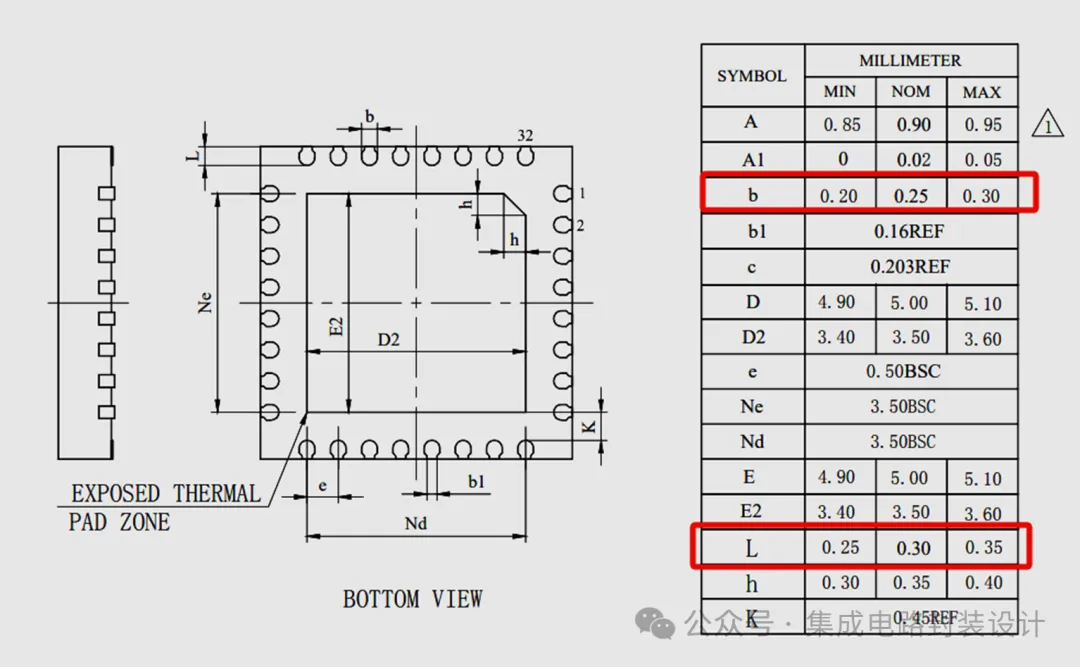 b
32
L
h
1
h
2
Ne
E2
D2
K
EXPOSED THERMAL
PAD ZONE
e
b1
Nd
BOTTOM VIEW
SYMBOL MILLIMETER
MIN NOM MAX
A 0.85 0.90 0.95 1
A1 0 0.02 0.05
b 0.20 0.25 0.30
b1 0.16REF
c 0.203REF
D 4.90 5.00 5.10
D2 3.40 3.50 3.60
e 0.50BSC
Ne 3.50BSC
Nd 3.50BSC
E 4.90 5.00 5.10
E2 3.40 3.50 3.60
L 0.25 0.30 0.35
h 0.30 0.35 0.40
K 0.45REF
公众号·集成电路封装设计